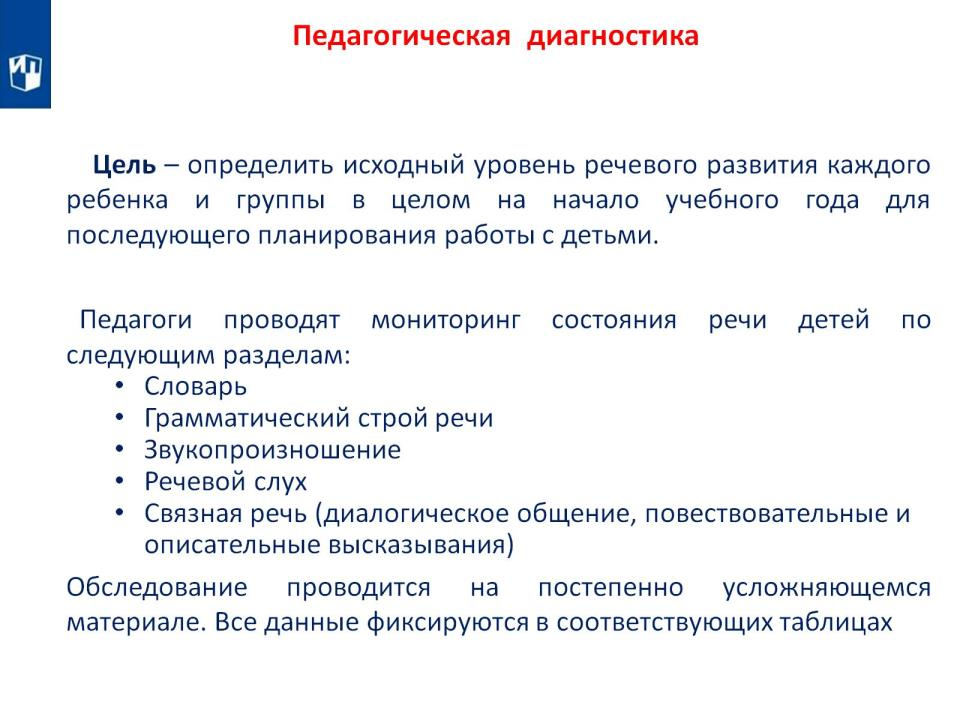 Педагогическая диагностика
Цель – определить исходный уровень речевого развития каждого
ребенка и группы в целом на начало учебного года для
последующего планирования работы с детьми.
Педагоги проводят мониторинг состояния речи детей по
следующим разделам:
• Словарь
• Грамматический строй речи
• Звукопроизношение
• Речевой слух
• Связная речь (диалогическое общение, повествовательные и
описательные высказывания)
Обследование проводится на постепенно усложняющемся
материале. Все данные фиксируются в соответствующих таблицах